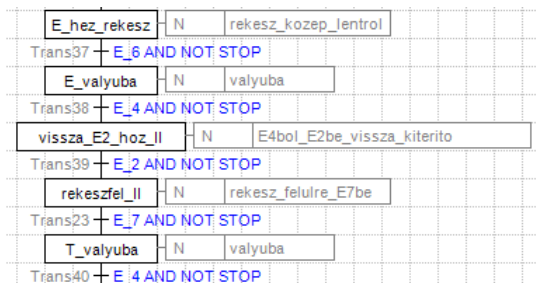 E_hez_rekesz N rekesz_kozep_lentrol
Trans37 E_6 AND NOT STOP
E_valyuba N valyuba
Trans38 E_4 AND NOT STOP
vissza_E2_hoz_II N E4bol_E2be_vissza_kiterito
Trans39 E_2 AND NOT STOP
rekeszfel_II N rekesz_felulre_E7be
Trans23 E_7 AND NOT STOP
T_valyuba N valyuba
Trans40 E_4 AND NOT STOP